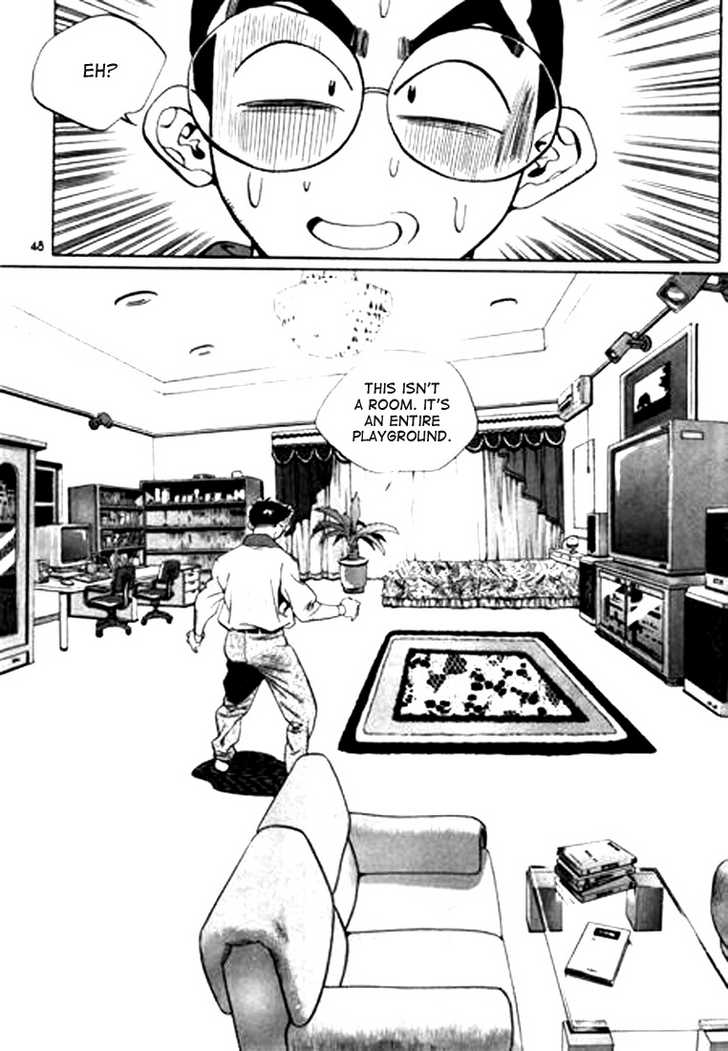 EH?
48
THIS ISN'T
A ROOM. IT'S
AN ENTIRE
PLAYGROUND.